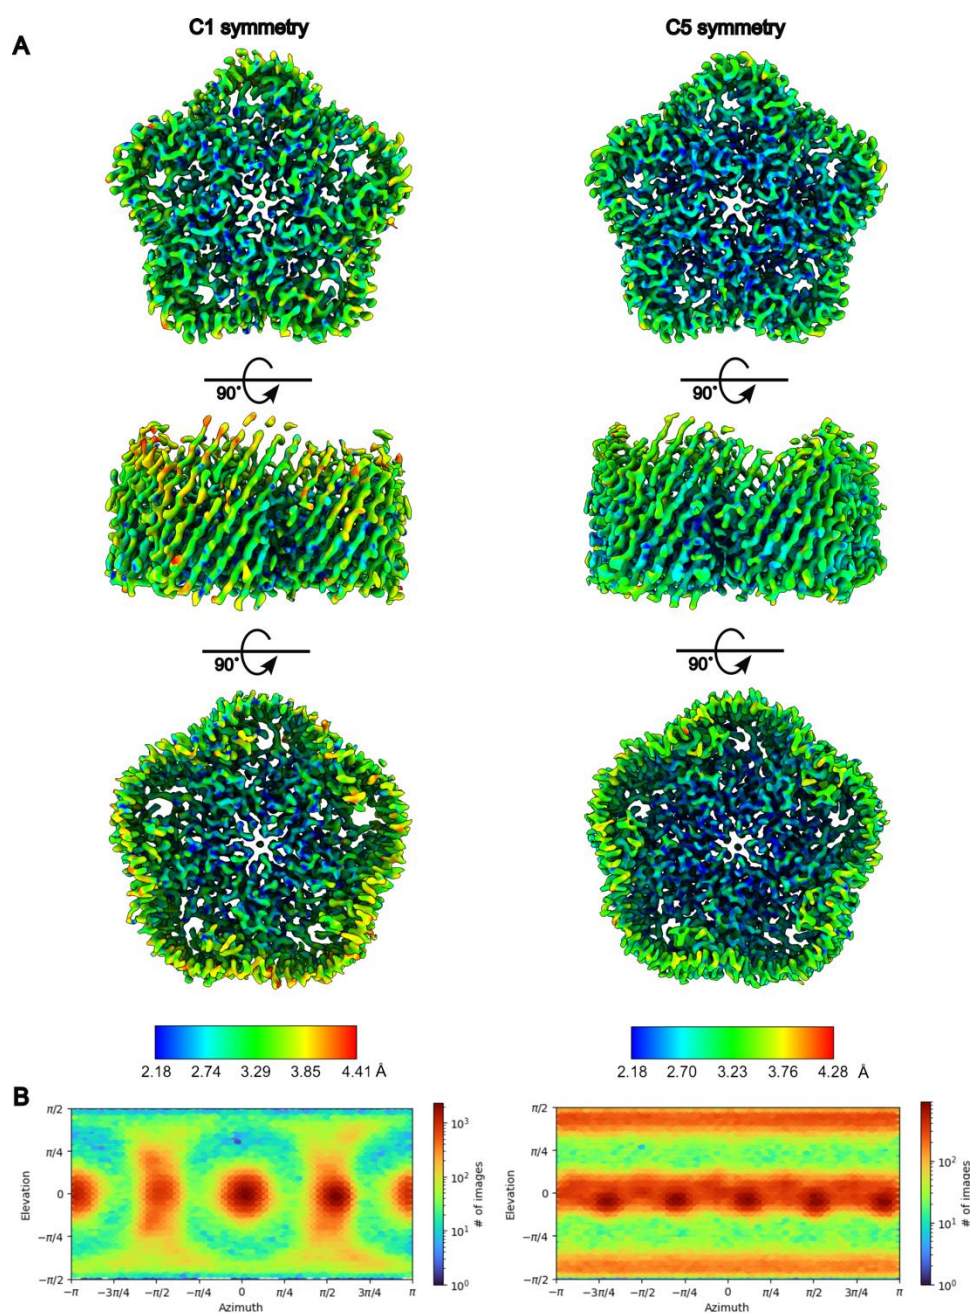 C1 symmetry
C5 symmetry
A
90°
90°
90°
90°
2.18 2.74 3.29 3.85 4.41 Å
2.18 2.70 3.23 3.76 4.28 Å
B
π/2
π/4
0
−π/4
−π/2
Elevation
−π −3π/4 −π/2 −π/4 0 π/4 π/2 3π/4 π
Azimuth
10³
10²
10¹
10⁰
# of images
π/2
π/4
0
−π/4
−π/2
Elevation
−π −3π/4 −π/2 −π/4 0 π/4 π/2 3π/4 π
Azimuth
10²
10¹
10⁰
# of images